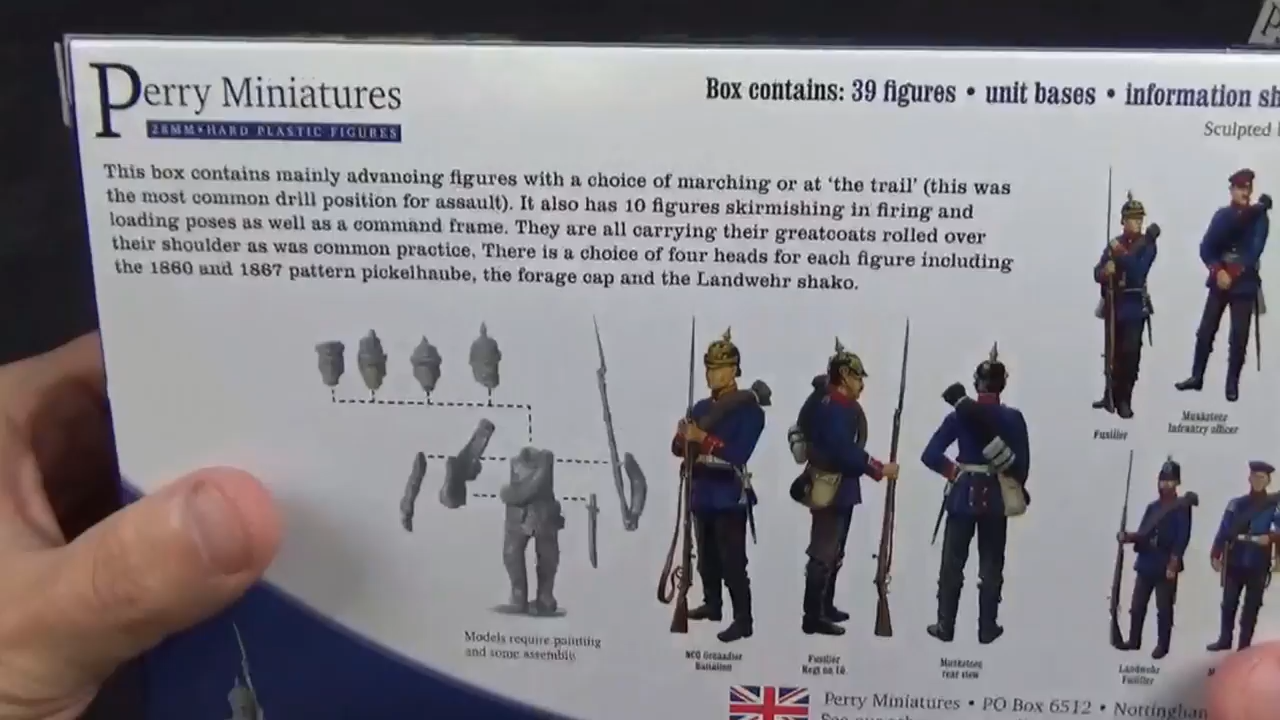 Perry Miniatures
28MM•HARD PLASTIC FIGURES
Box contains: 39 figures • unit bases • information
Sculpted
This box contains mainly advancing figures with a choice of marching or at ‘the trail’ (this was
the most common drill position for assault). It also has 10 figures skirmishing in firing and
loading poses as well as a command frame. They are all carrying their greatcoats rolled over
their shoulder as was common practice. There is a choice of four heads for each figure including
the 1860 and 1867 pattern pickelhaube, the forage cap and the Landwehr shako.
Fusilier
Musketeer
Infrantry officer
Models require painting
and some assembly
NCO Grenadier
Battalion
Fusilier
Musketeer
rear view
Landwehr
Fusilier
Perry Miniatures • PO Box 6512 •